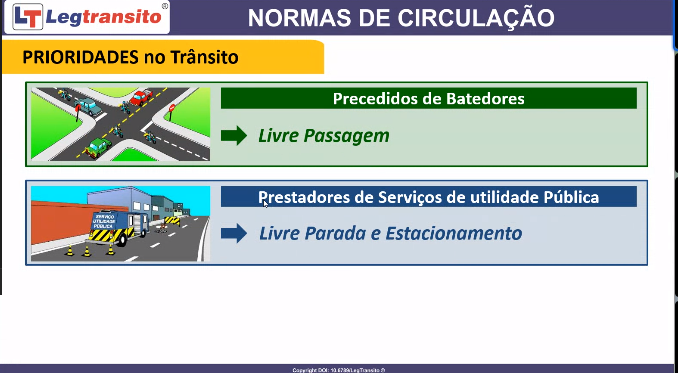 LT Legtransito®
NORMAS DE CIRCULAÇÃO
PRIORIDADES no Trânsito
Precedidos de Batedores
Livre Passagem
SERVIÇO
UTILIDADE
PÚBLICA
Prestadores de Serviços de utilidade Pública
Livre Parada e Estacionamento
Copyright DOI: 10.6789/LegTransito ©